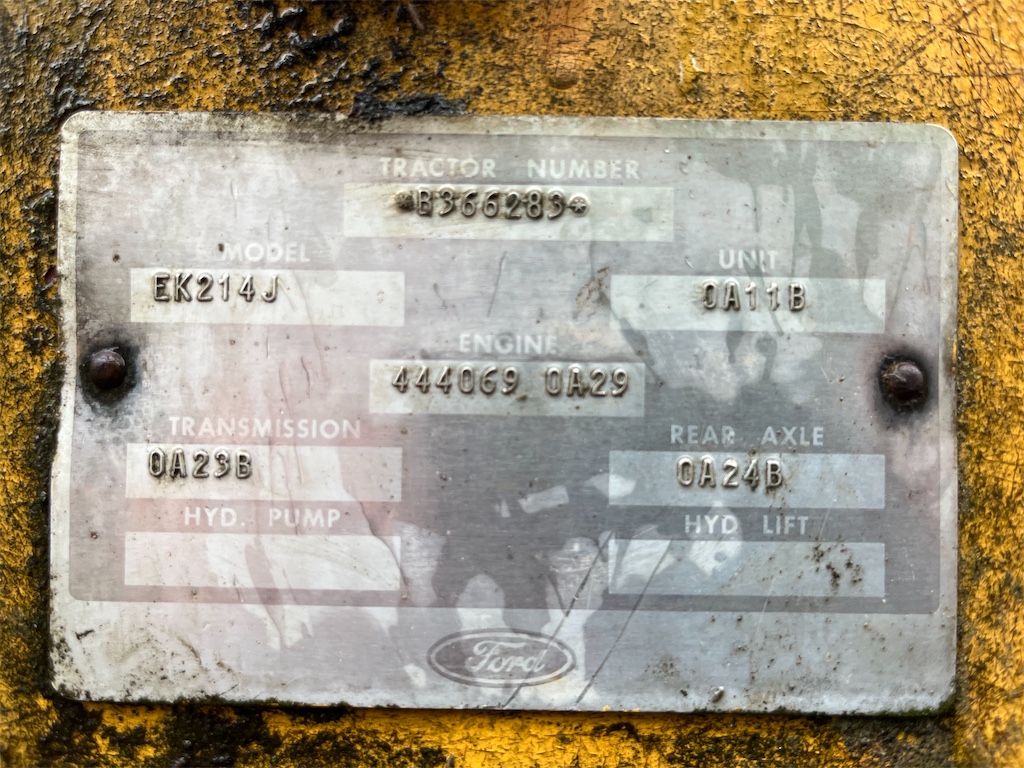 TRACTOR NUMBER
*B366283*
MODEL UNIT
EK214J 0A11B
ENGINE
444069 0A29
TRANSMISSION REAR AXLE
0A23B 0A24B
HYD. PUMP HYD LIFT
Ford